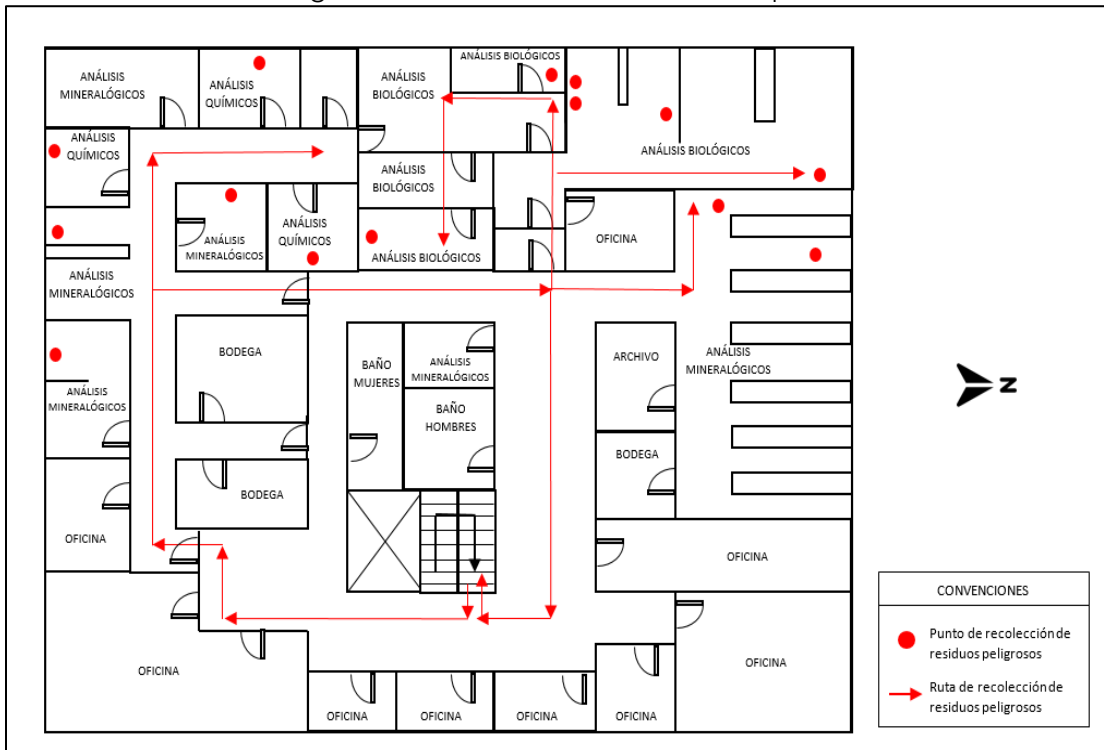 ANÁLISIS
MINERALÓGICOS
ANÁLISIS
QUÍMICOS
ANÁLISIS
BIOLÓGICOS
ANÁLISIS BIOLÓGICOS
ANÁLISIS BIOLÓGICOS
ANÁLISIS
QUÍMICOS
ANÁLISIS
BIOLÓGICOS
ANÁLISIS
MINERALÓGICOS
ANÁLISIS
QUÍMICOS
ANÁLISIS BIOLÓGICOS
OFICINA
ANÁLISIS
MINERALÓGICOS
ANÁLISIS
MINERALÓGICOS
BODEGA
BAÑO
MUJERES
ANÁLISIS
MINERALÓGICOS
ARCHIVO
ANÁLISIS
MINERALÓGICOS
BAÑO
HOMBRES
BODEGA
BODEGA
OFICINA
OFICINA
OFICINA
OFICINA
OFICINA
OFICINA
OFICINA
OFICINA
N
CONVENCIONES
Punto de recolección de
residuos peligrosos
Ruta de recolección de
residuos peligrosos